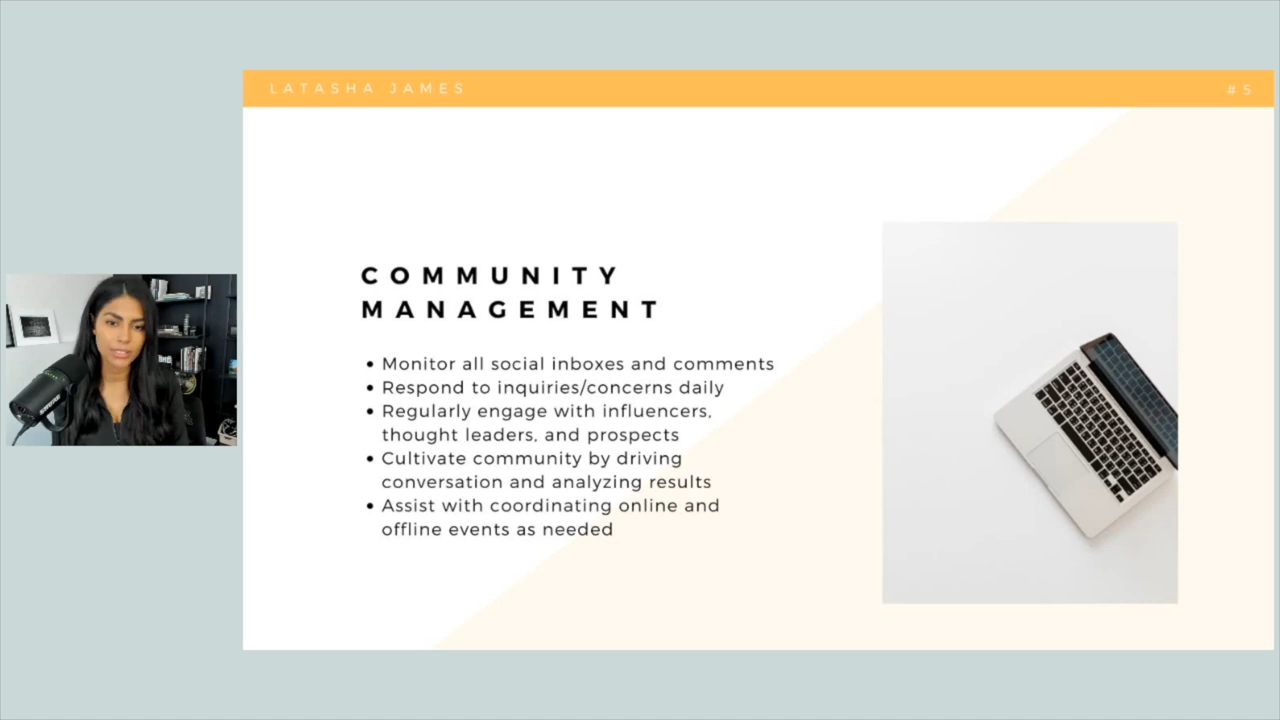 LATASHA JAMES
#5
COMMUNITY
MANAGEMENT
• Monitor all social inboxes and comments
• Respond to inquiries/concerns daily
• Regularly engage with influencers,
thought leaders, and prospects
• Cultivate community by driving
conversation and analyzing results
• Assist with coordinating online and
offline events as needed